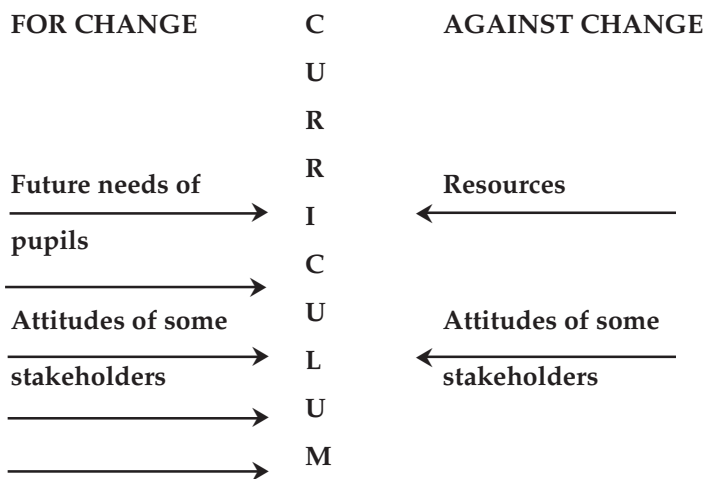 FOR CHANGE
C
U
R
R
I
C
U
L
U
M
AGAINST CHANGE
Future needs of
pupils
Attitudes of some
stakeholders
Resources
Attitudes of some
stakeholders